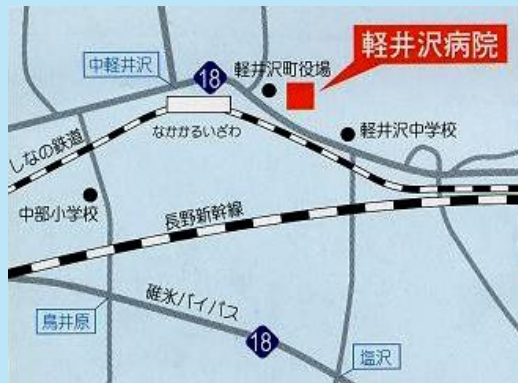 軽井沢病院
中軽井沢
18
軽井沢町役場
なかかるいざわ
軽井沢中学校
しなの鉄道
中部小学校
長野新幹線
碓氷バイパス
鳥井原
18
塩沢